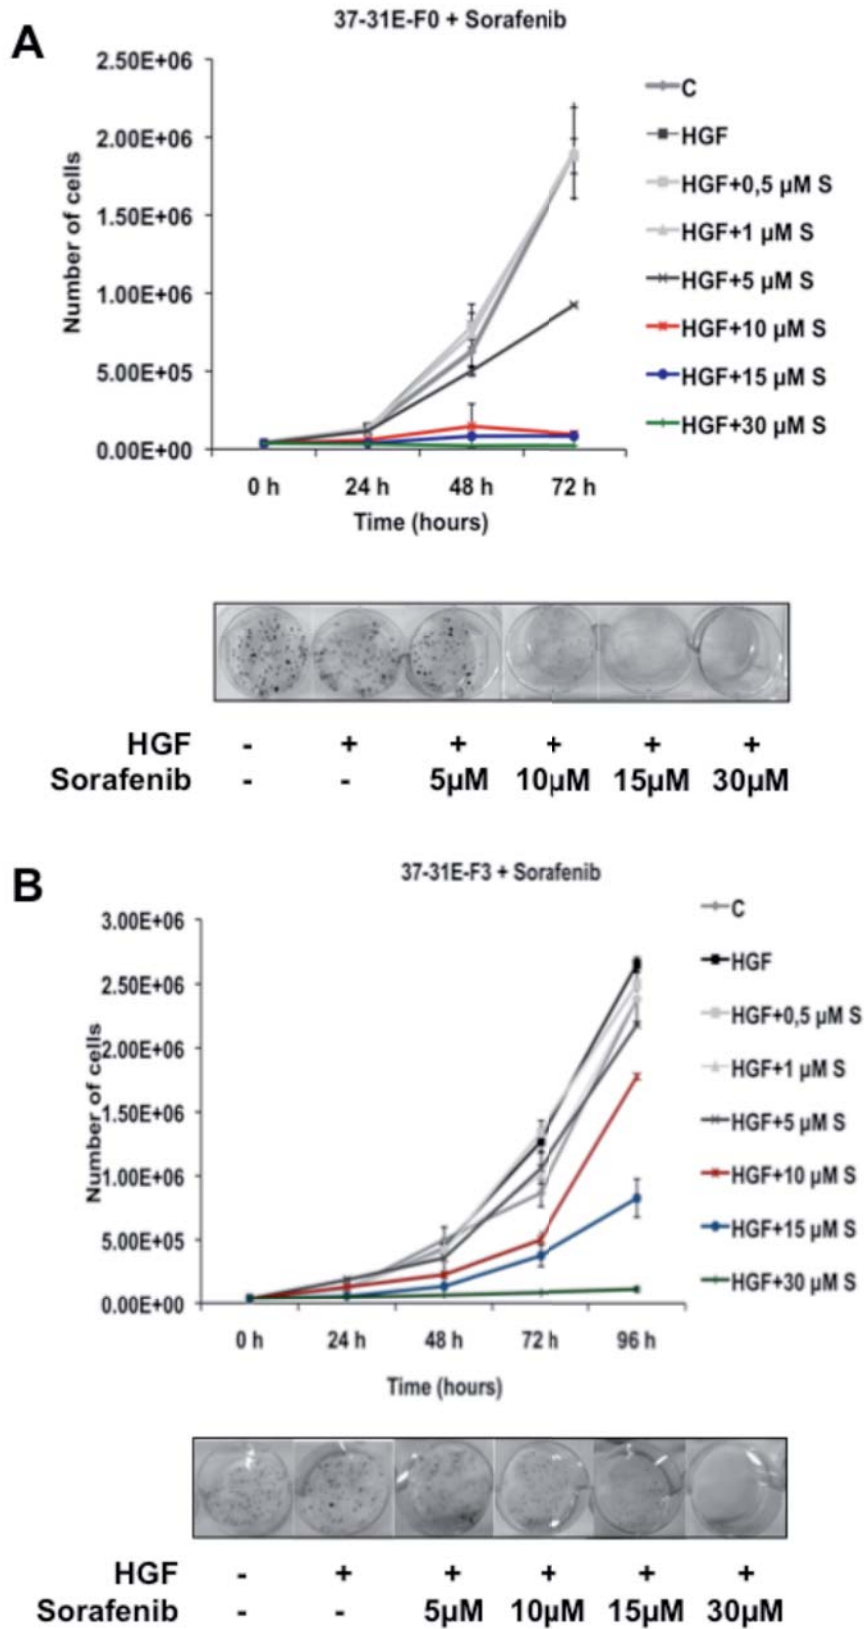 A
37-31E-F0 + Sorafenib
2.50E+06
2.00E+06
1.50E+06
1.00E+06
5.00E+05
0.00E+00
Number of cells
0 h 24 h 48 h 72 h
Time (hours)
C
HGF
HGF+0,5 µM S
HGF+1 µM S
HGF+5 µM S
HGF+10 µM S
HGF+15 µM S
HGF+30 µM S
HGF - + + + + +
Sorafenib - - 5µM 10µM 15µM 30µM
B
37-31E-F3 + Sorafenib
3.00E+06
2.50E+06
2.00E+06
1.50E+06
1.00E+06
5.00E+05
0.00E+00
Number of cells
0 h 24 h 48 h 72 h 96 h
Time (hours)
C
HGF
HGF+0,5 µM S
HGF+1 µM S
HGF+5 µM S
HGF+10 µM S
HGF+15 µM S
HGF+30 µM S
HGF - + + + + +
Sorafenib - - 5µM 10µM 15µM 30µM